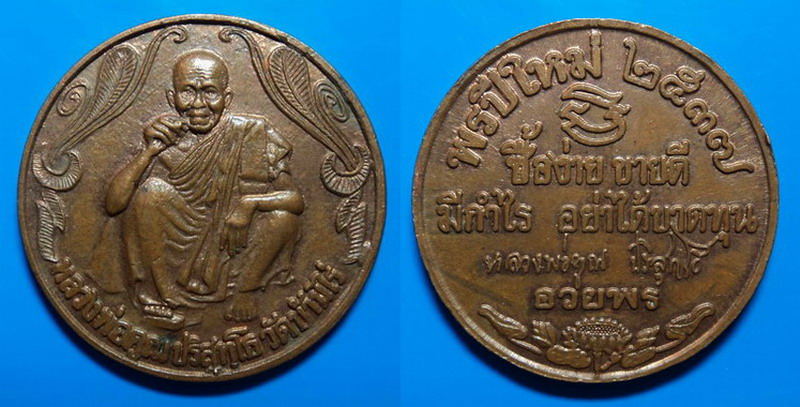 หลวงพ่อคูณ ปริสุทฺโธ วัดบ้านไร่
พรปีใหม่ ๒๕๓๗
ซื้อง่าย ขายดี
มีกำไร อย่าได้ขาดทุน
หลวงพ่อคูณ ปริสุทฺโธ
อวยพร